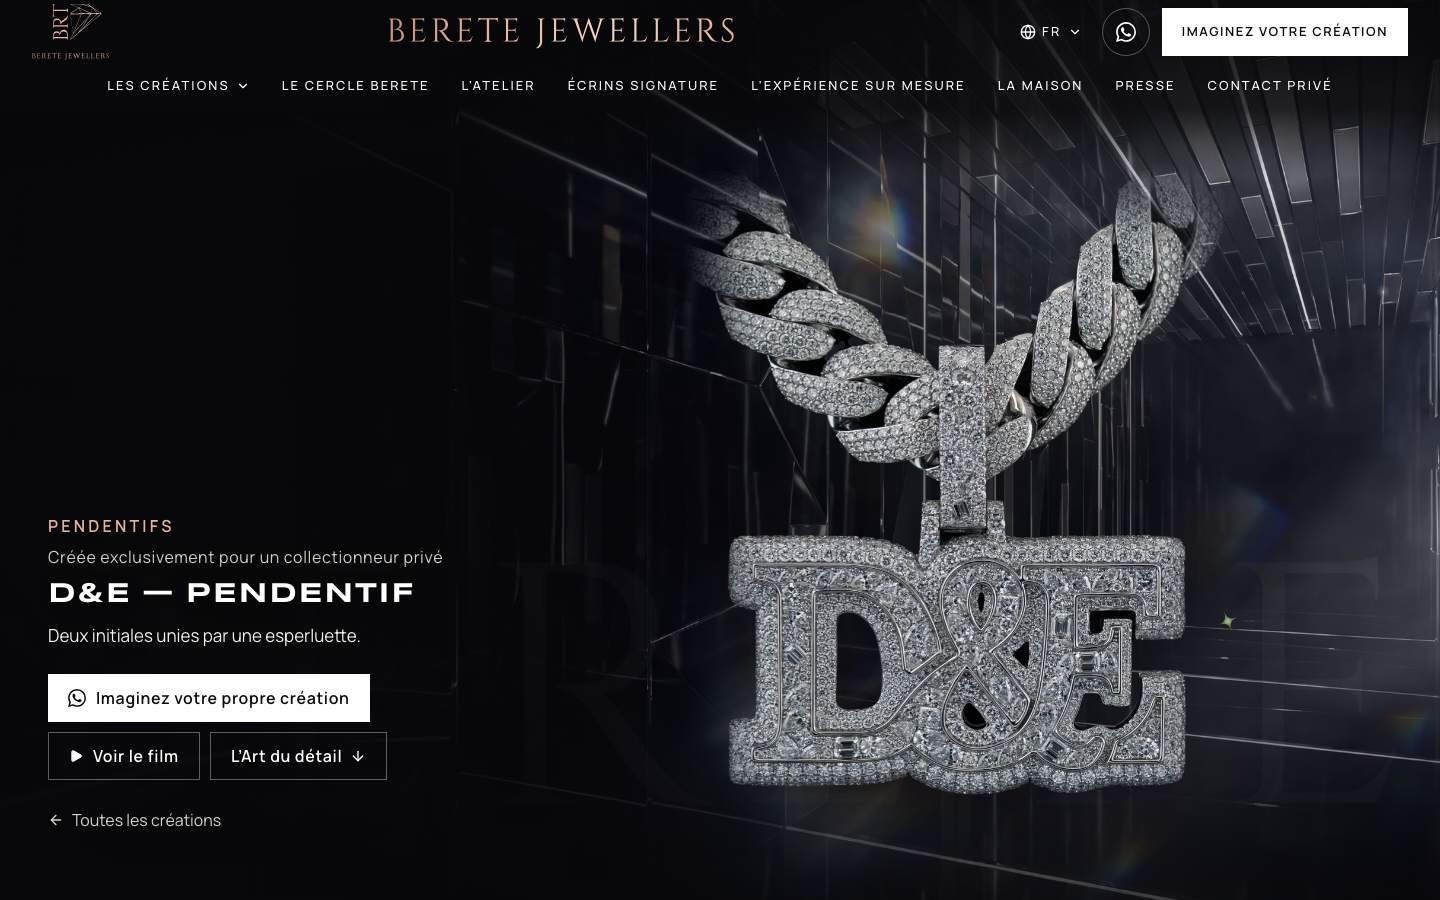 BRT
BERETE JEWELLERS
BERETE JEWELLERS
FR
IMAGINEZ VOTRE CRÉATION
LES CRÉATIONS
LE CERCLE BERETE
L'ATELIER
ÉCRINS SIGNATURE
L'EXPÉRIENCE SUR MESURE
LA MAISON
PRESSE
CONTACT PRIVÉ
PENDENTIFS
Créée exclusivement pour un collectionneur privé
D&E — PENDENTIF
Deux initiales unies par une esperluette.
Imaginez votre propre création
Voir le film
L'Art du détail ↓
← Toutes les créations
D&E